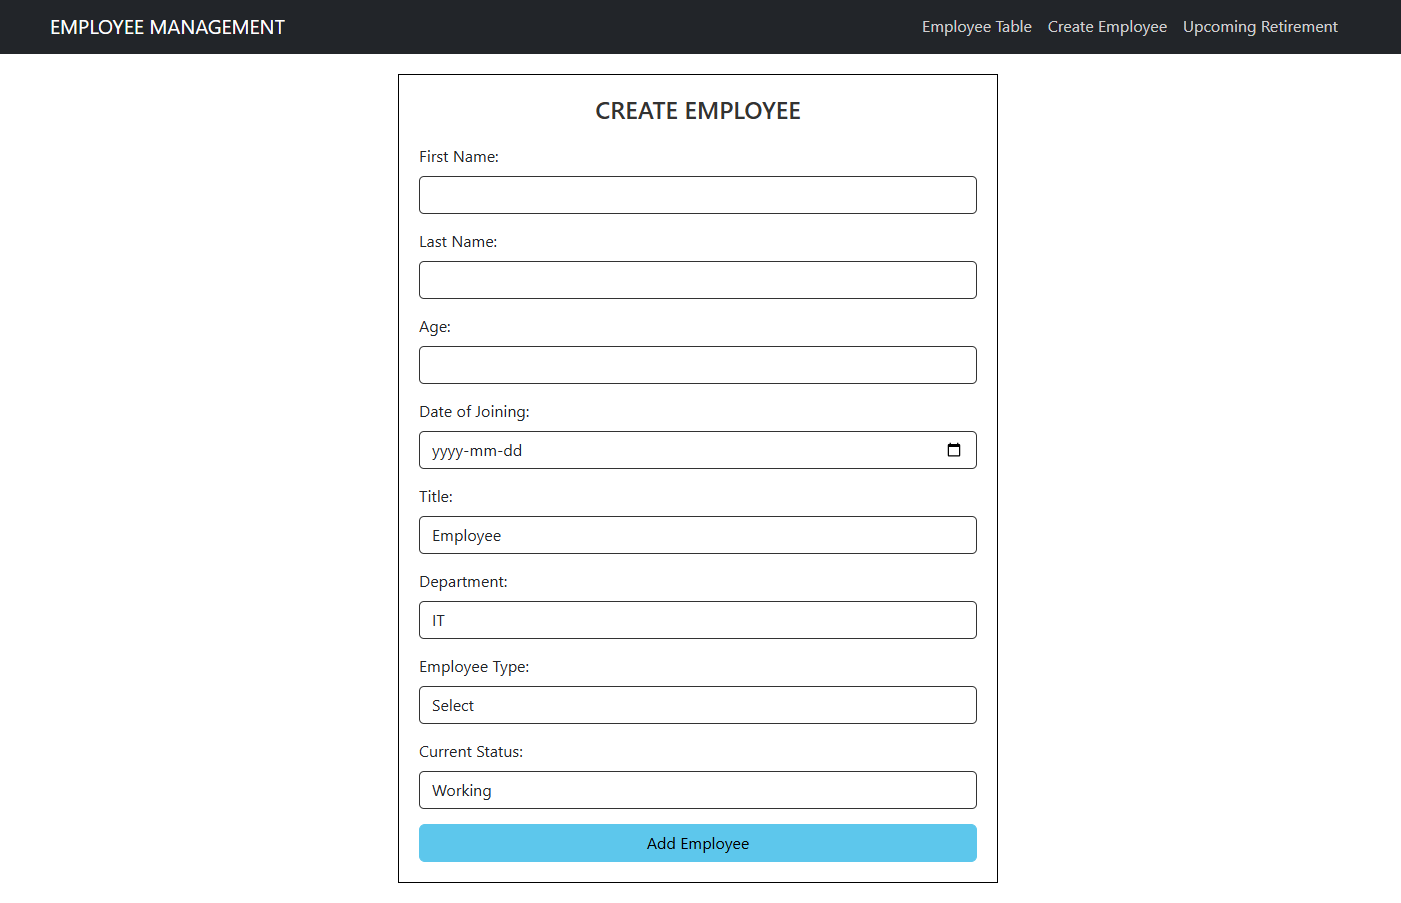 EMPLOYEE MANAGEMENT
Employee Table Create Employee Upcoming Retirement
CREATE EMPLOYEE
First Name:
Last Name:
Age:
Date of Joining:
yyyy-mm-dd
Title:
Employee
Department:
IT
Employee Type:
Select
Current Status:
Working
Add Employee